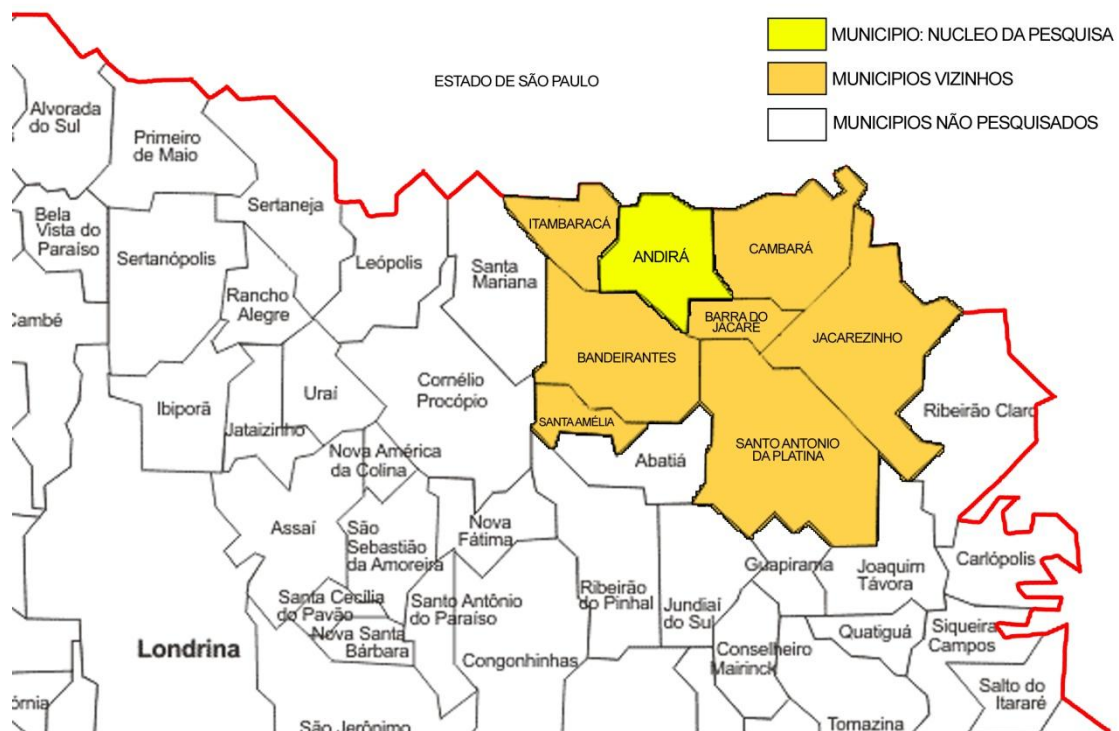 MUNICIPIO: NUCLEO DA PESQUISA
ESTADO DE SÃO PAULO
MUNICIPIOS VIZINHOS
MUNICIPIOS NÃO PESQUISADOS
Alvorada
do Sul
Primeiro
de Maio
Sertaneja
Bela
Vista do
Paraíso
Sertanópolis
Leópolis
Santa
Mariana
ITAMBARACÁ
ANDIRÁ
CAMBARÁ
Rancho
Alegre
Cambé
BARRA DO
JACARÉ
JACAREZINHO
BANDEIRANTES
Ibiporã
Uraí
Cornélio
Procópio
Ribeirão Claro
Jataizinho
SANTA AMÉLIA
Nova América
da Colina
Abatiá
SANTO ANTONIO
DA PLATINA
Assaí
São
Sebastião
da Amoreira
Nova
Fátima
Guapirama
Joaquim
Távora
Carlópolis
Santa Cecília
do Pavão
Santo Antônio
do Paraíso
Ribeirão
do Pinhal
Jundiaí
do Sul
Nova Santa
Bárbara
Quatiguá
Siqueira
Campos
Londrina
Congonhinhas
Conselheiro
Mairinck
Salto do
Itararé
órnia
São Jerônimo
Tomazina